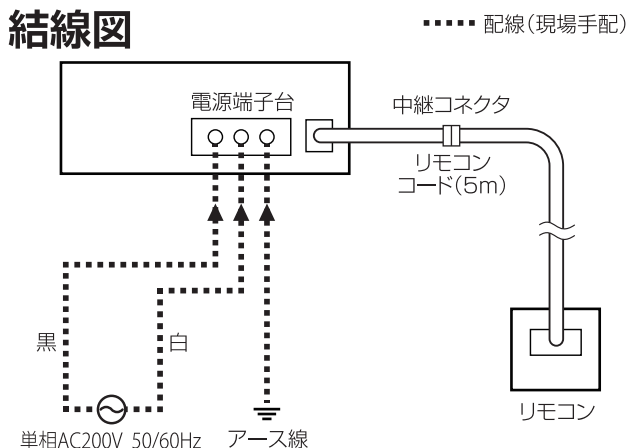 結線図
配線(現場手配)
電源端子台
中継コネクタ
リモコン
コード(5m)
黒
白
単相AC200V 50/60Hz
アース線
リモコン